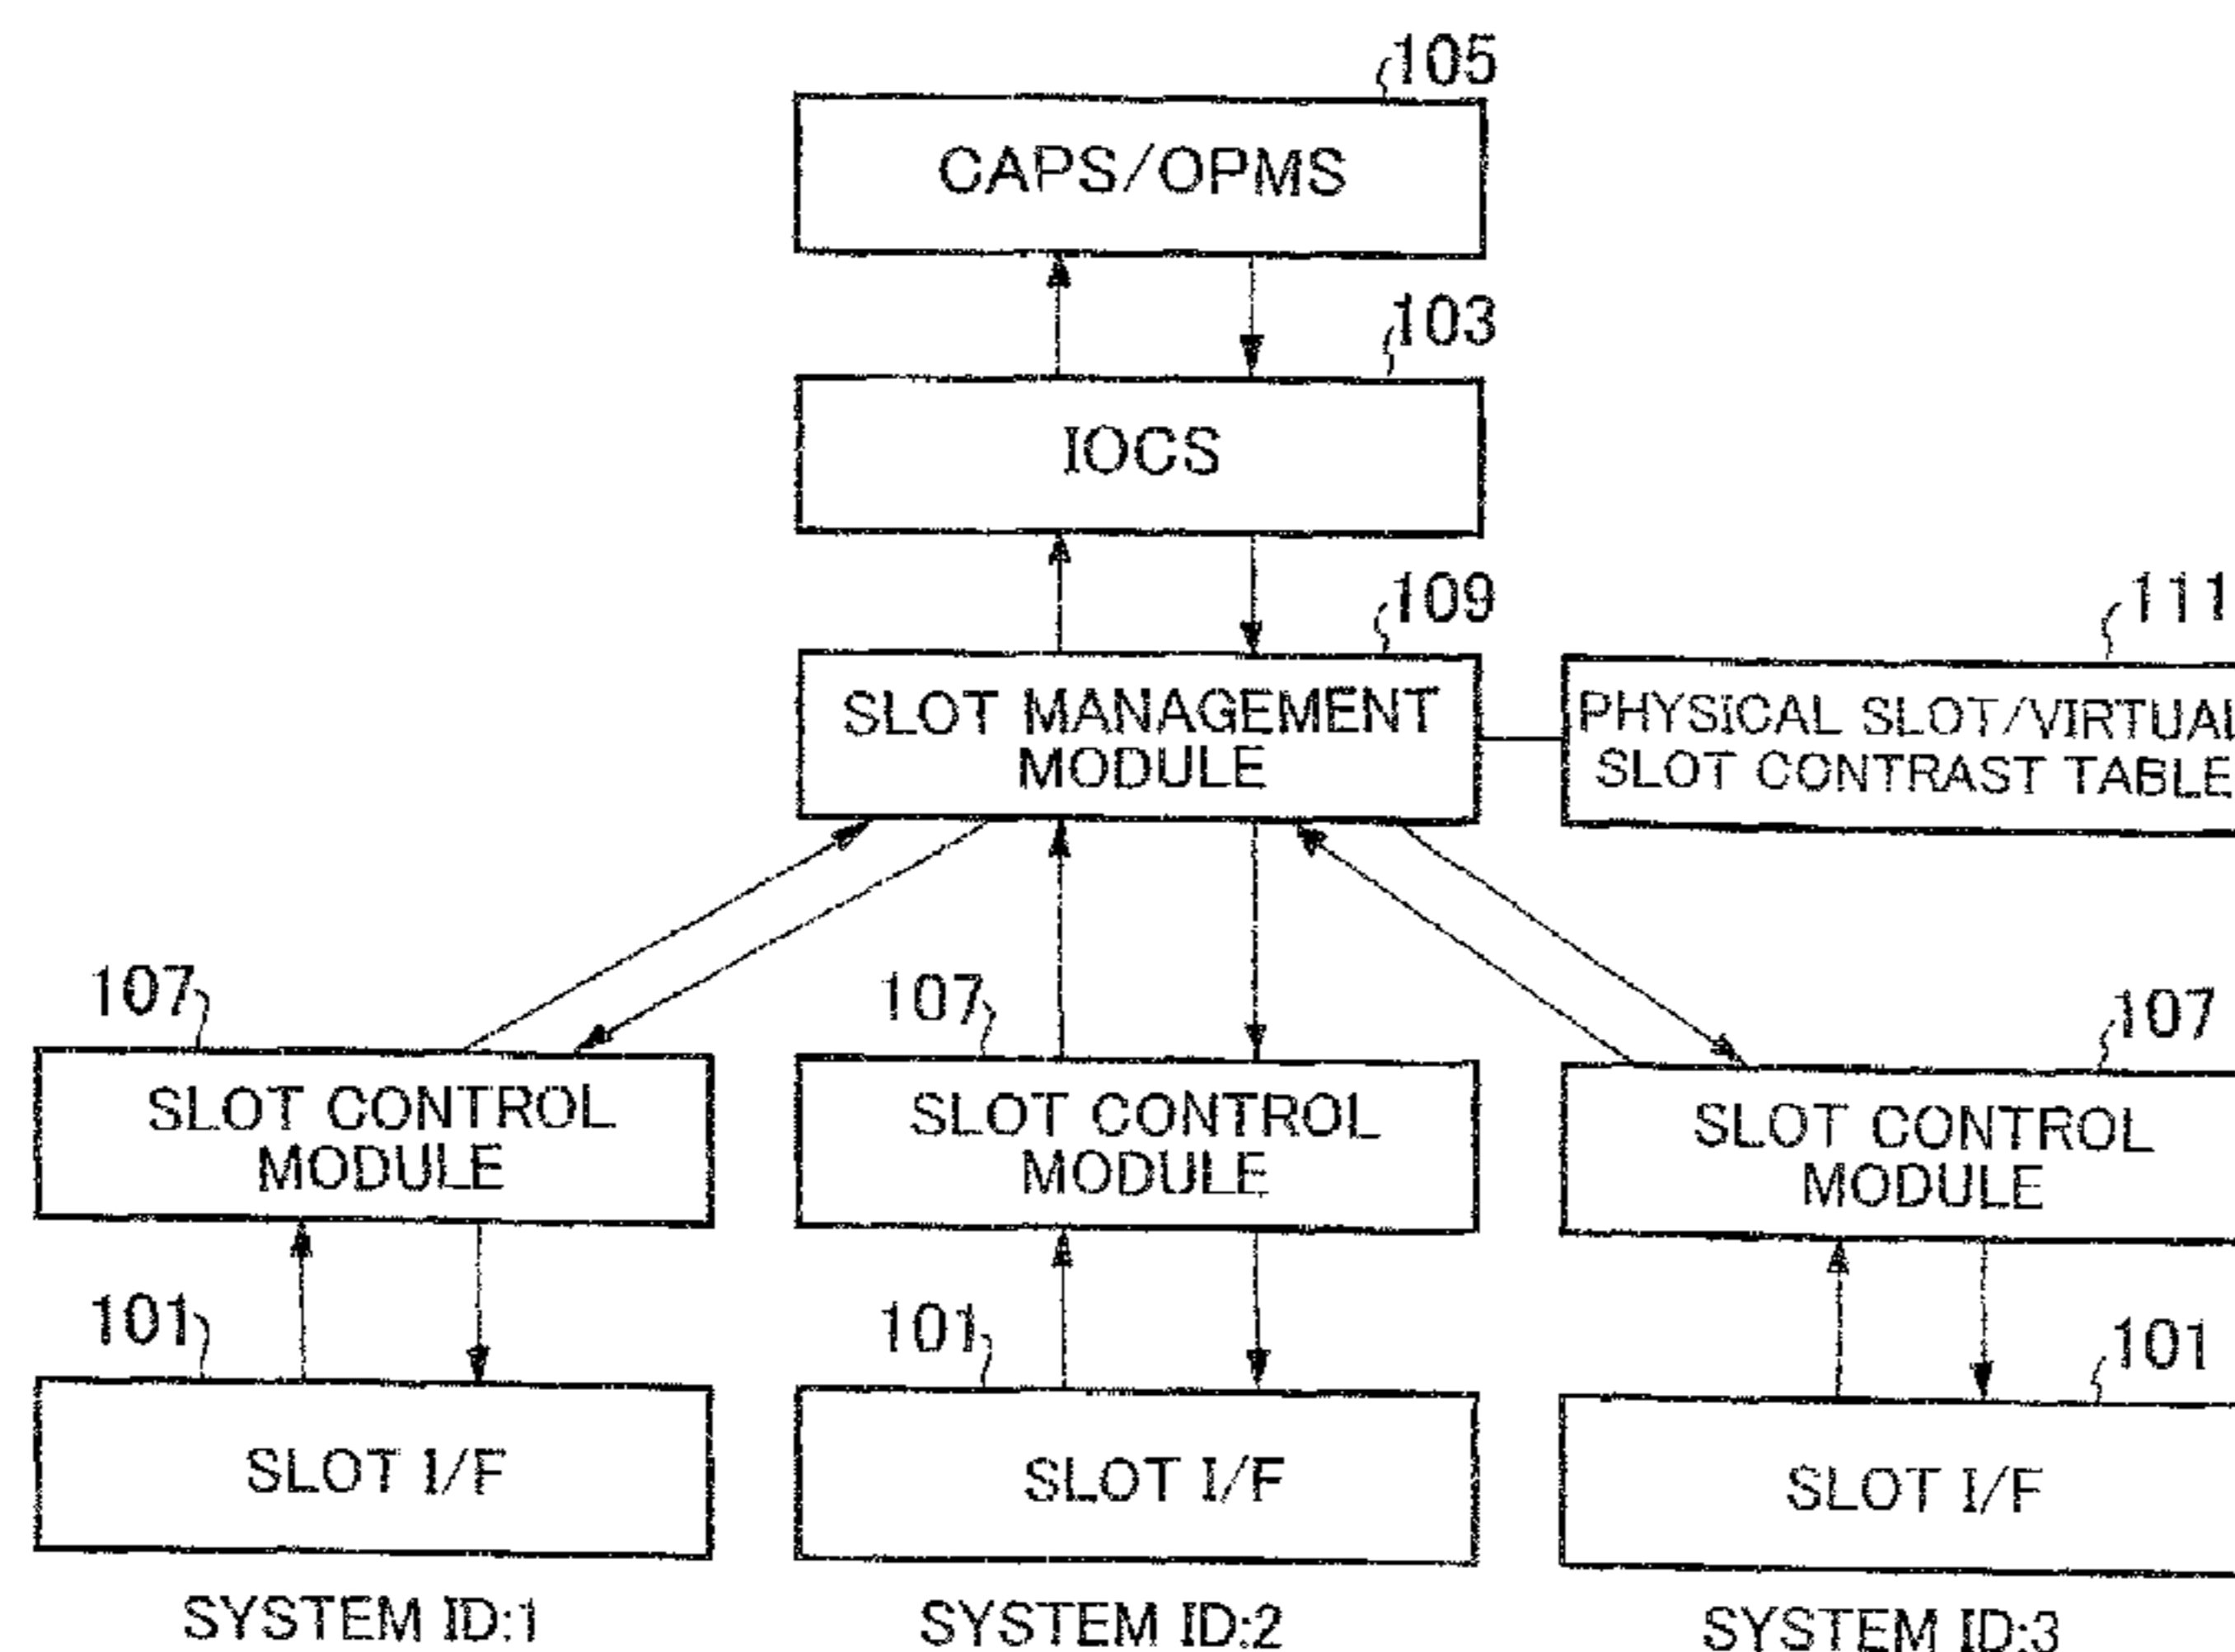 105
CAPS/OPMS
103
IOCS
109
111
SLOT MANAGEMENT
MODULE
PHYSICAL SLOT/VIRTUAL
SLOT CONTRAST TABLE
107
107
107
SLOT CONTROL
MODULE
SLOT CONTROL
MODULE
SLOT CONTROL
MODULE
101
101
101
SLOT I/F
SLOT I/F
SLOT I/F
SYSTEM ID:1
SYSTEM ID:2
SYSTEM ID:3